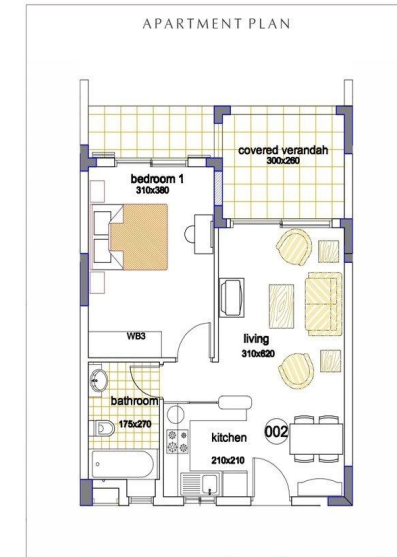 APARTMENT PLAN
covered verandah
300x260
bedroom 1
310x380
WB3
living
310x620
bathroom
175x270
kitchen
210x210
002